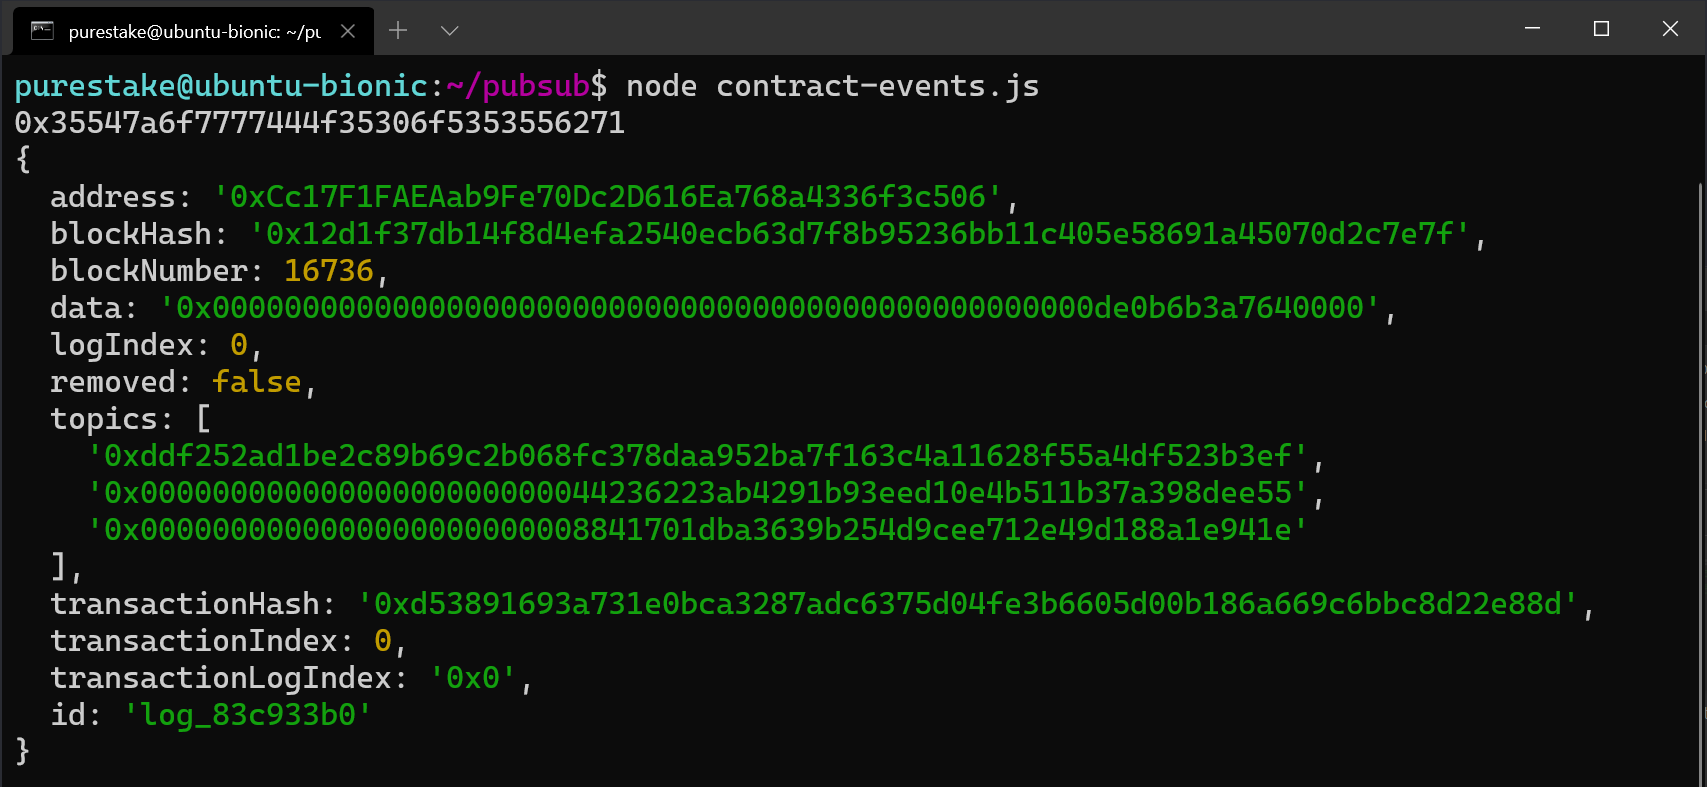 purestake@ubuntu-bionic: ~/pu
purestake@ubuntu-bionic:~/pubsub$ node contract-events.js
0x35547a6f7777444f35306f5353556271
{
  address: '0xCc17F1FAEAab9Fe70Dc2D616Ea768a4336f3c506',
  blockHash: '0x12d1f37db14f8d4efa2540ecb63d7f8b95236bb11c405e58691a45070d2c7e7f',
  blockNumber: 16736,
  data: '0x0000000000000000000000000000000000000000000000000de0b6b3a7640000',
  logIndex: 0,
  removed: false,
  topics: [
    '0xddf252ad1be2c89b69c2b068fc378daa952ba7f163c4a11628f55a4df523b3ef',
    '0x00000000000000000000000044236223ab4291b93eed10e4b511b37a398dee55',
    '0x0000000000000000000000008841701dba3639b254d9cee712e49d188a1e941e'
  ],
  transactionHash: '0xd53891693a731e0bca3287adc6375d04fe3b6605d00b186a669c6bbc8d22e88d',
  transactionIndex: 0,
  transactionLogIndex: '0x0',
  id: 'log_83c933b0'
}